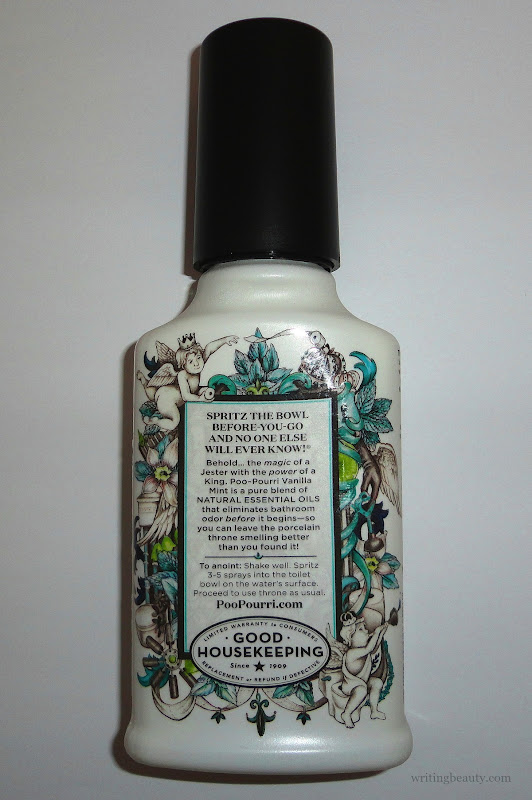 SPRITZ THE BOWL
BEFORE-YOU-GO
AND NO ONE ELSE
WILL EVER KNOW!®
Behold... the magic of a
Jester with the power of a
King. Poo-Pourri Vanilla
Mint is a pure blend of
NATURAL ESSENTIAL OILS
that eliminates bathroom
odor before it begins—so
you can leave the porcelain
throne smelling better
than you found it!
To anoint: Shake well. Spritz
3-5 sprays into the toilet
bowl on the water's surface.
Proceed to use throne as usual.
PooPourri.com
LIMITED WARRANTY to CONSUMERS
GOOD
HOUSEKEEPING
Since ★ 1909
REPLACEMENT or REFUND if DEFECTIVE
writingbeauty.com